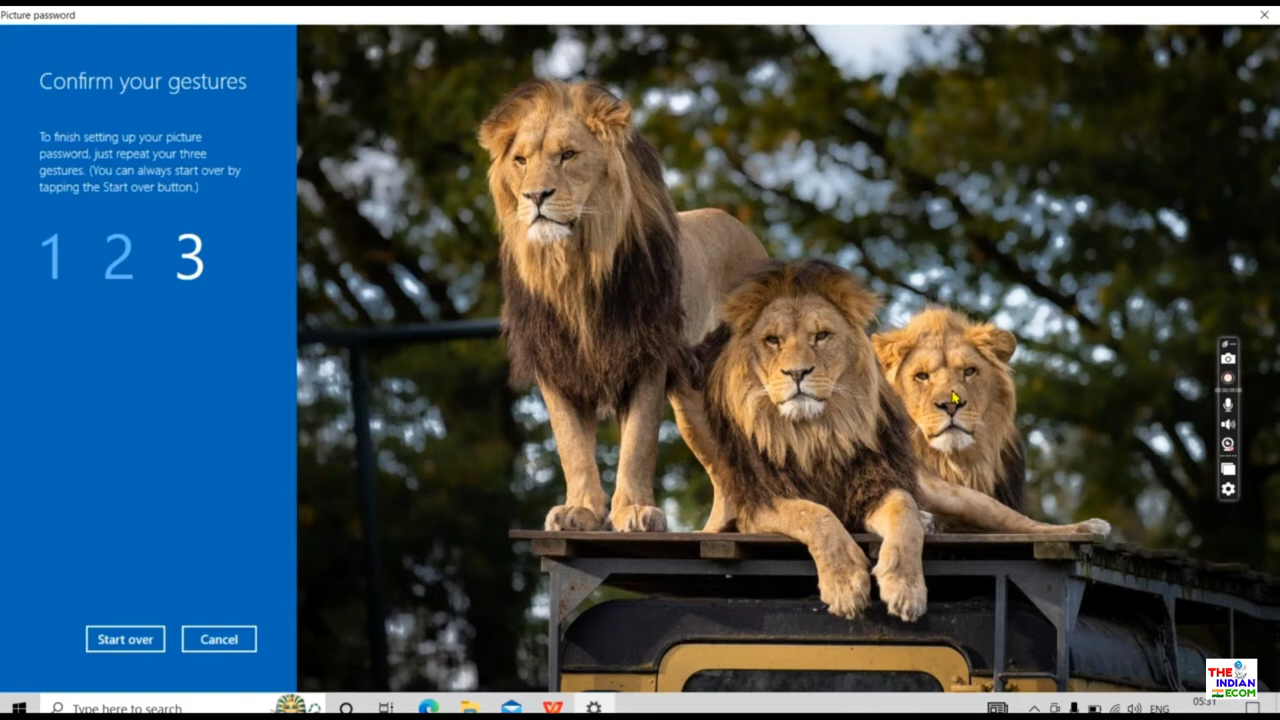 Picture password
Confirm your gestures
To finish setting up your picture
password, just repeat your three
gestures. (You can always start over by
tapping the Start over button.)
1 2 3
Start over
Cancel
THE
INDIAN
ECOM
Type here to search
ENG
05:31